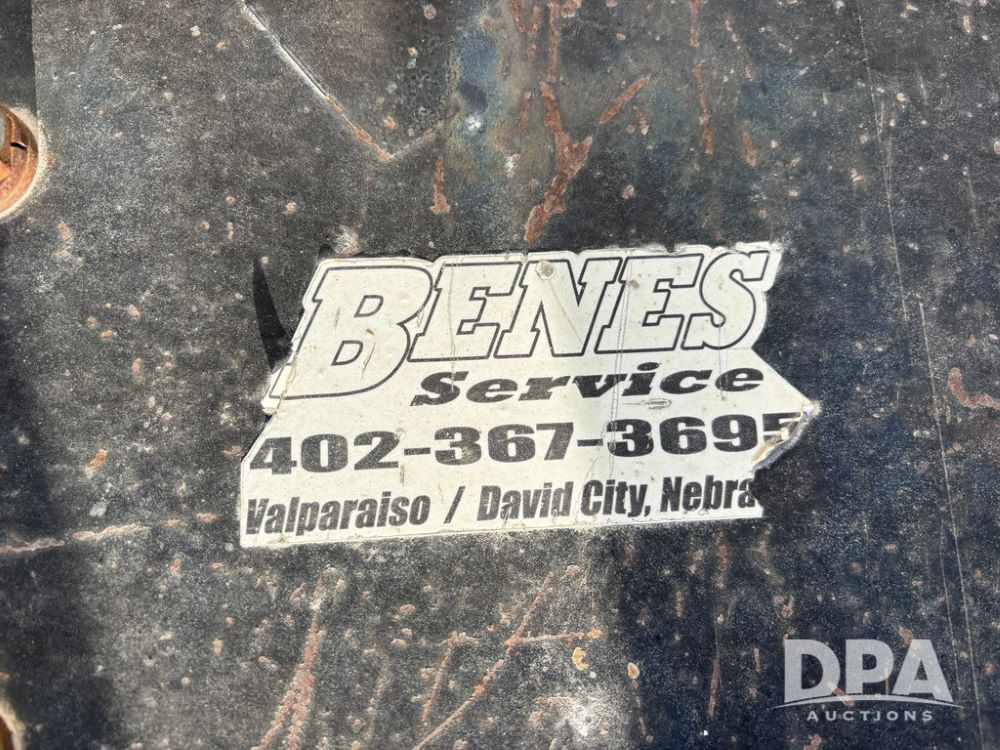 BENES
Service
402-367-3695
Valparaiso / David City, Nebra
DPA
AUCTIONS